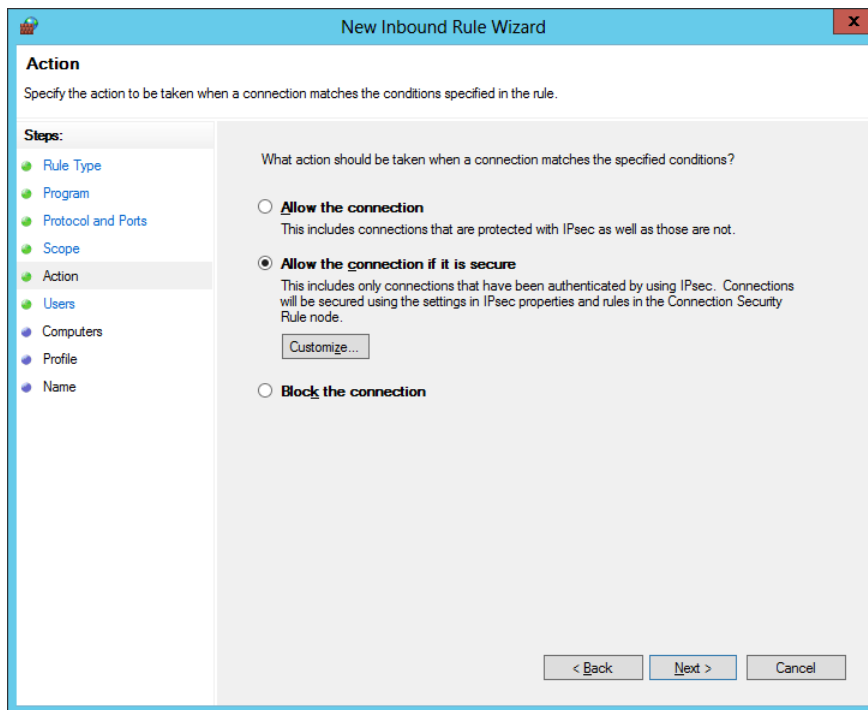 New Inbound Rule Wizard
x
Action
Specify the action to be taken when a connection matches the conditions specified in the rule.
Steps:
Rule Type
Program
Protocol and Ports
Scope
Action
Users
Computers
Profile
Name
What action should be taken when a connection matches the specified conditions?
Allow the connection
This includes connections that are protected with IPsec as well as those are not.
Allow the connection if it is secure
This includes only connections that have been authenticated by using IPsec. Connections
will be secured using the settings in IPsec properties and rules in the Connection Security
Rule node.
Customize...
Block the connection
< Back
Next >
Cancel